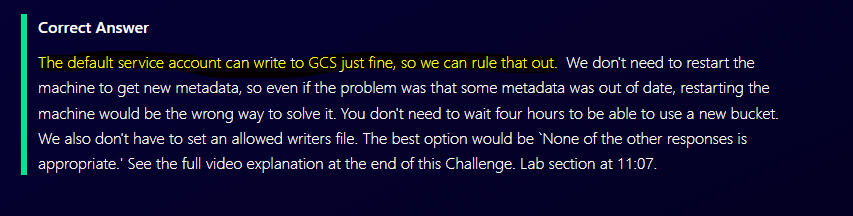 Correct Answer
The default service account can write to GCS just fine, so we can rule that out.  We don't need to restart the
machine to get new metadata, so even if the problem was that some metadata was out of date, restarting the
machine would be the wrong way to solve it. You don't need to wait four hours to be able to use a new bucket.
We also don't have to set an allowed writers file. The best option would be `None of the other responses is
appropriate.' See the full video explanation at the end of this Challenge. Lab section at 11:07.